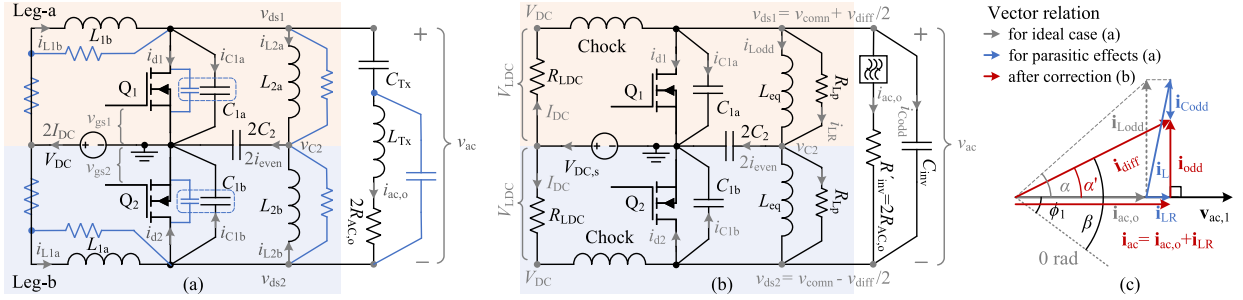 Leg-a
L1b
iL1b
id1
iC1a
Q1
C1a
vgs1
2IDC
VDC
vgs2
vds1
iL2a
L2a
2C2
2ieven
vC2
CTx
LTx
iac,o
2RAC,o
+
vac
−
Q2
C1b
id2
iC1b
L2b
iL2b
iL1a
L1a
vds2
Leg-b
(a)
VDC
Chock
RLDC
VLDC
IDC
VDC,s
id1
iC1a
Q1
C1a
2C2
2ieven
vds1 = vcomn + vdiff/2
iLodd
Leq
RLp
iLR
vC2
iac,o
R'inv=2RAC,o
iCodd
Cinv
+
vac
−
VLDC
IDC
RLDC
Q2
C1b
id2
iC1b
Leq
RLp
Chock
VDC
(b)
vds2 = vcomn - vdiff/2
Vector relation
for ideal case (a)
for parasitic effects (a)
after correction (b)
iCodd
iLodd
idiff
iL
iodd
α
α'
iac,o
iLR
vac,1
ϕ1
β
iac= iac,o+iLR
0 rad
(c)